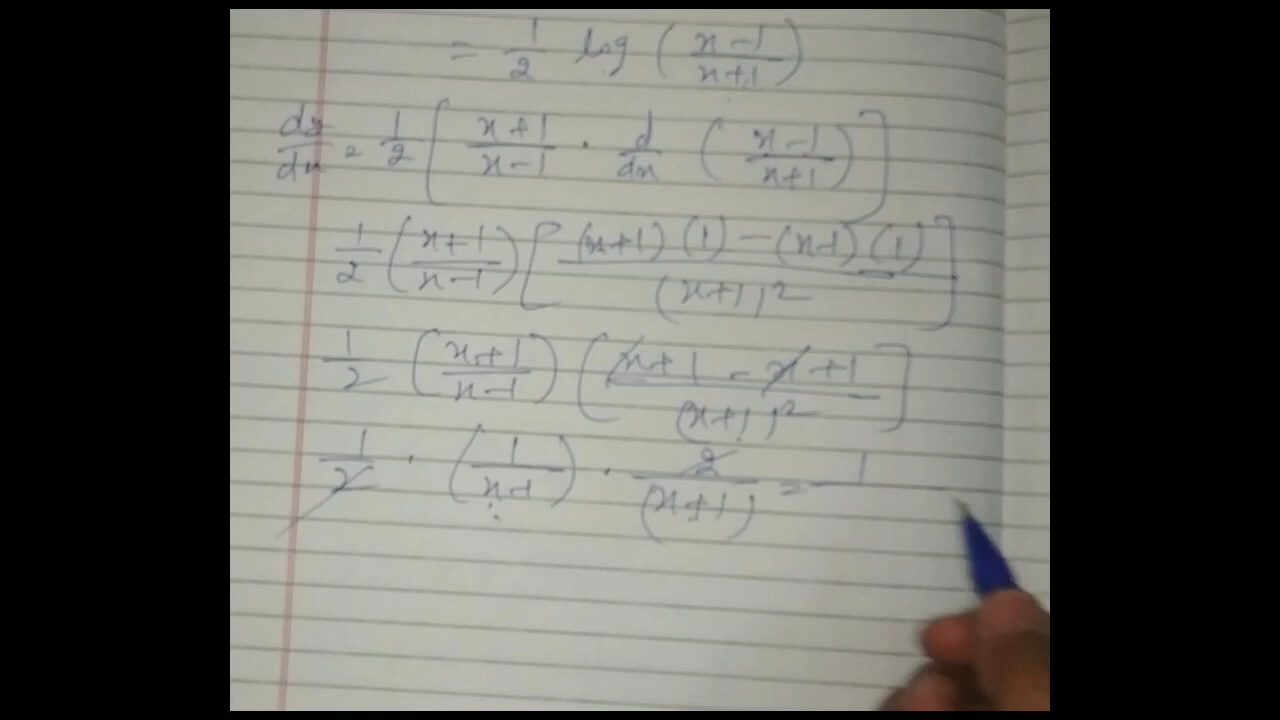 = 1/2 log ( x-1 / x+1 )
dy/dx = 1/2 [ x+1 / x-1 · d/dx ( x-1 / x+1 ) ]
1/2 ( x+1 / x-1 ) [ (x+1) (1) - (x-1) (1) / (x+1)² ]
1/2 ( x+1 / x-1 ) ( x+1 - x+1 / (x+1)² ]
1/2 · ( 1 / x-1 ) · 2 / (x+1) = 1 /